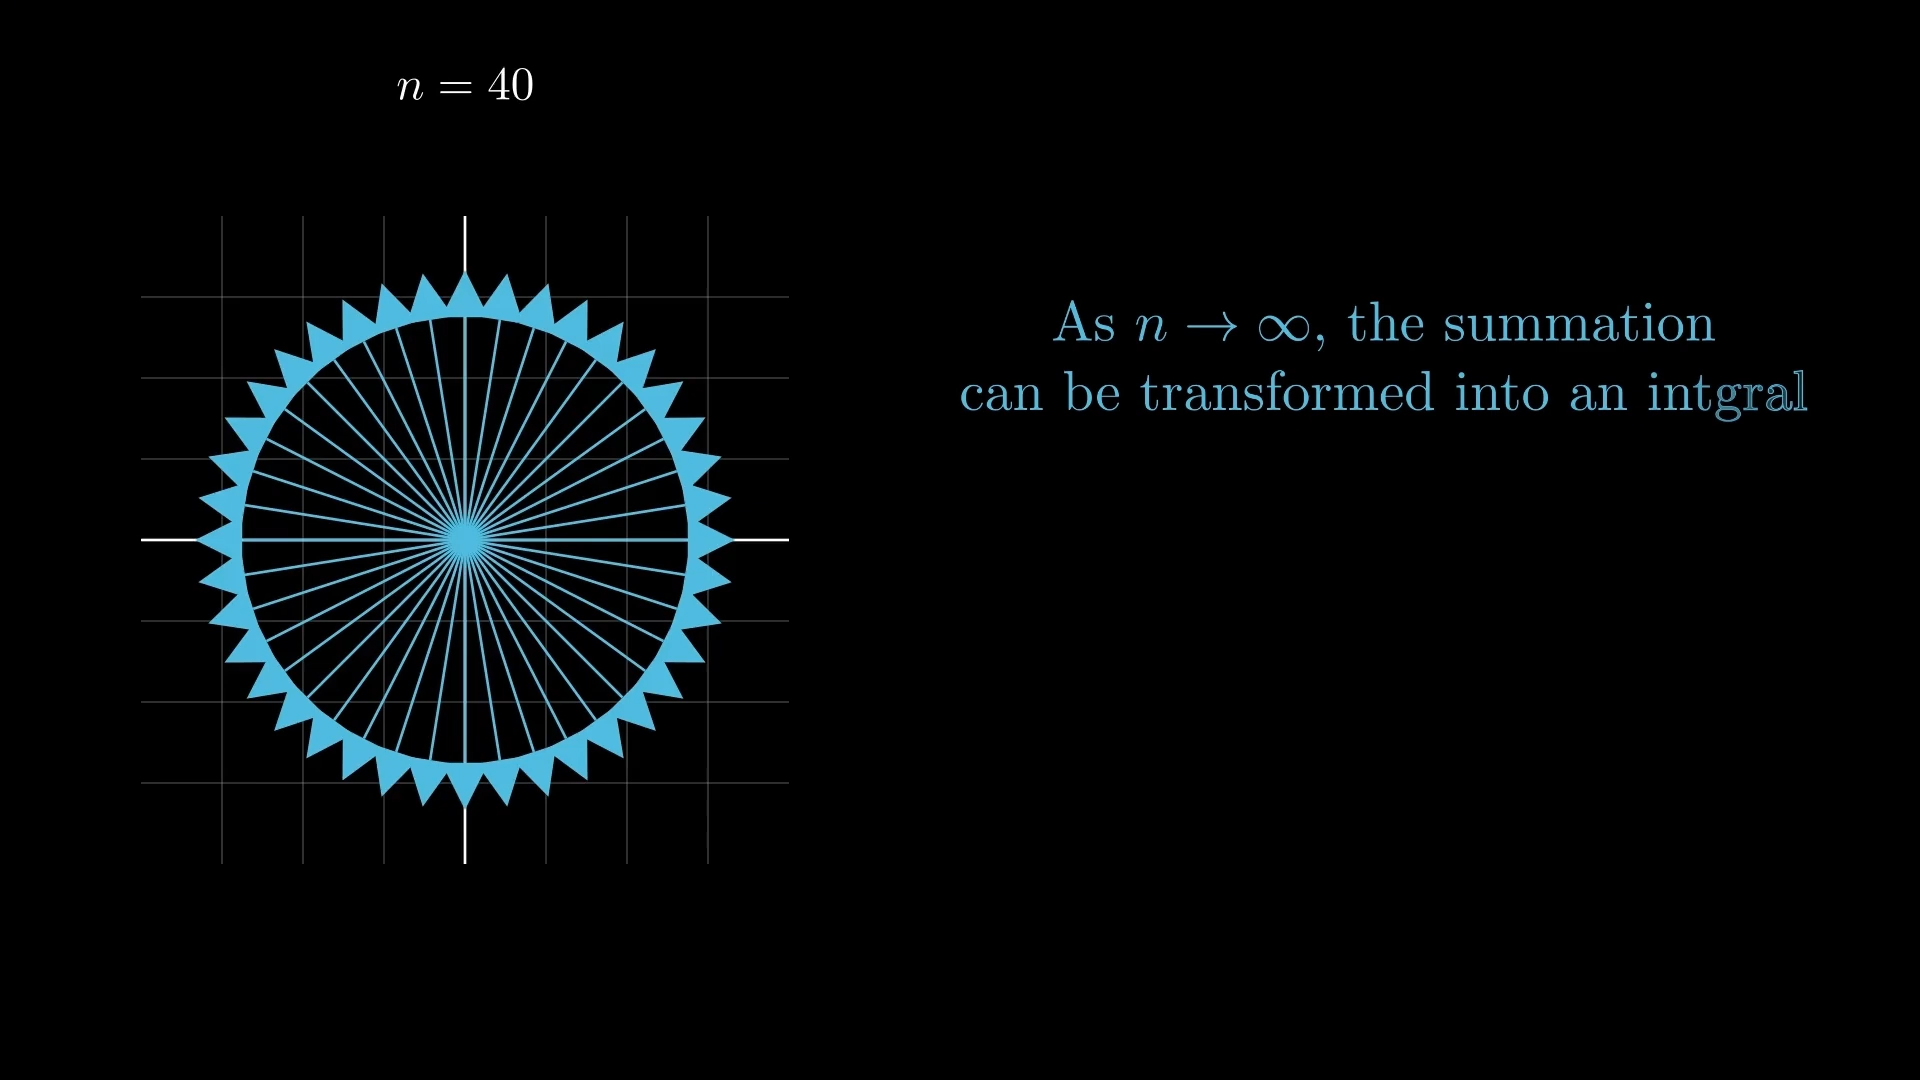 n = 40
As n → ∞, the summation
can be transformed into an intgral